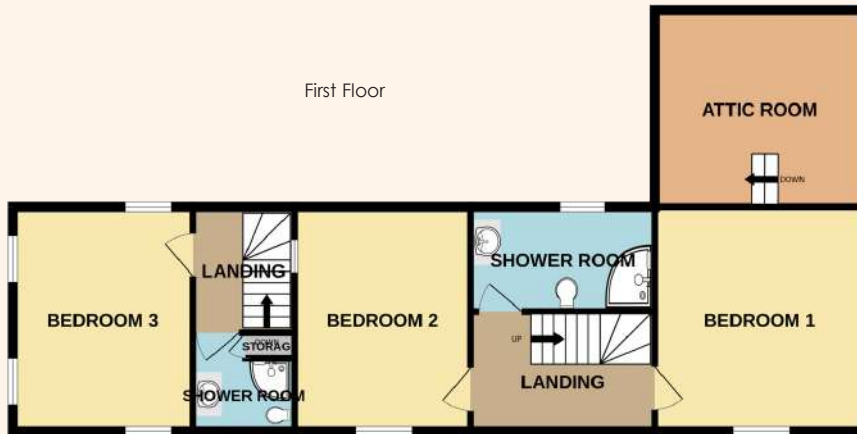 First Floor
ATTIC ROOM
DOWN
LANDING
SHOWER ROOM
BEDROOM 3
BEDROOM 2
BEDROOM 1
UP
DOWN
STORAG
LANDING
SHOWER ROOM